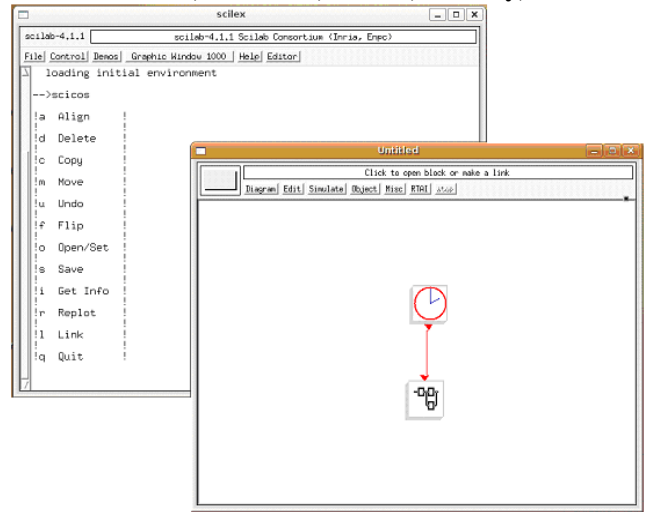 scilex
scilab-4.1.1 scilab-4.1.1 Scilab Consortium (Inria, Enpc)
File Control Demos Graphic Window 1000 Help Editor
loading initial environment
-->scicos
!a Align !
!d Delete !
!c Copy !
!m Move !
!u Undo !
!f Flip !
!o Open/Set !
!s Save !
!i Get Info !
!r Replot !
!l Link !
!q Quit !
Untitled
Click to open block or make a link
Diagram Edit Simulate Object Misc RTAI